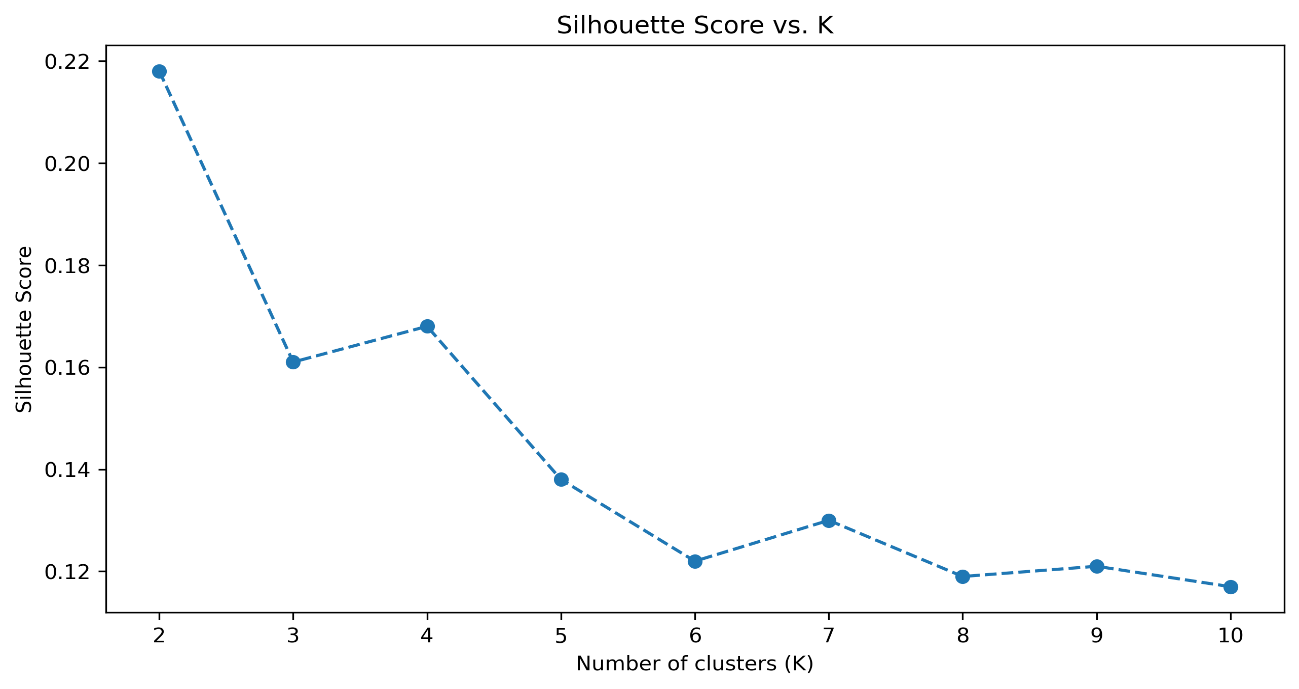 Silhouette Score vs. K
Silhouette Score
0.22
0.20
0.18
0.16
0.14
0.12
2 3 4 5 6 7 8 9 10
Number of clusters (K)